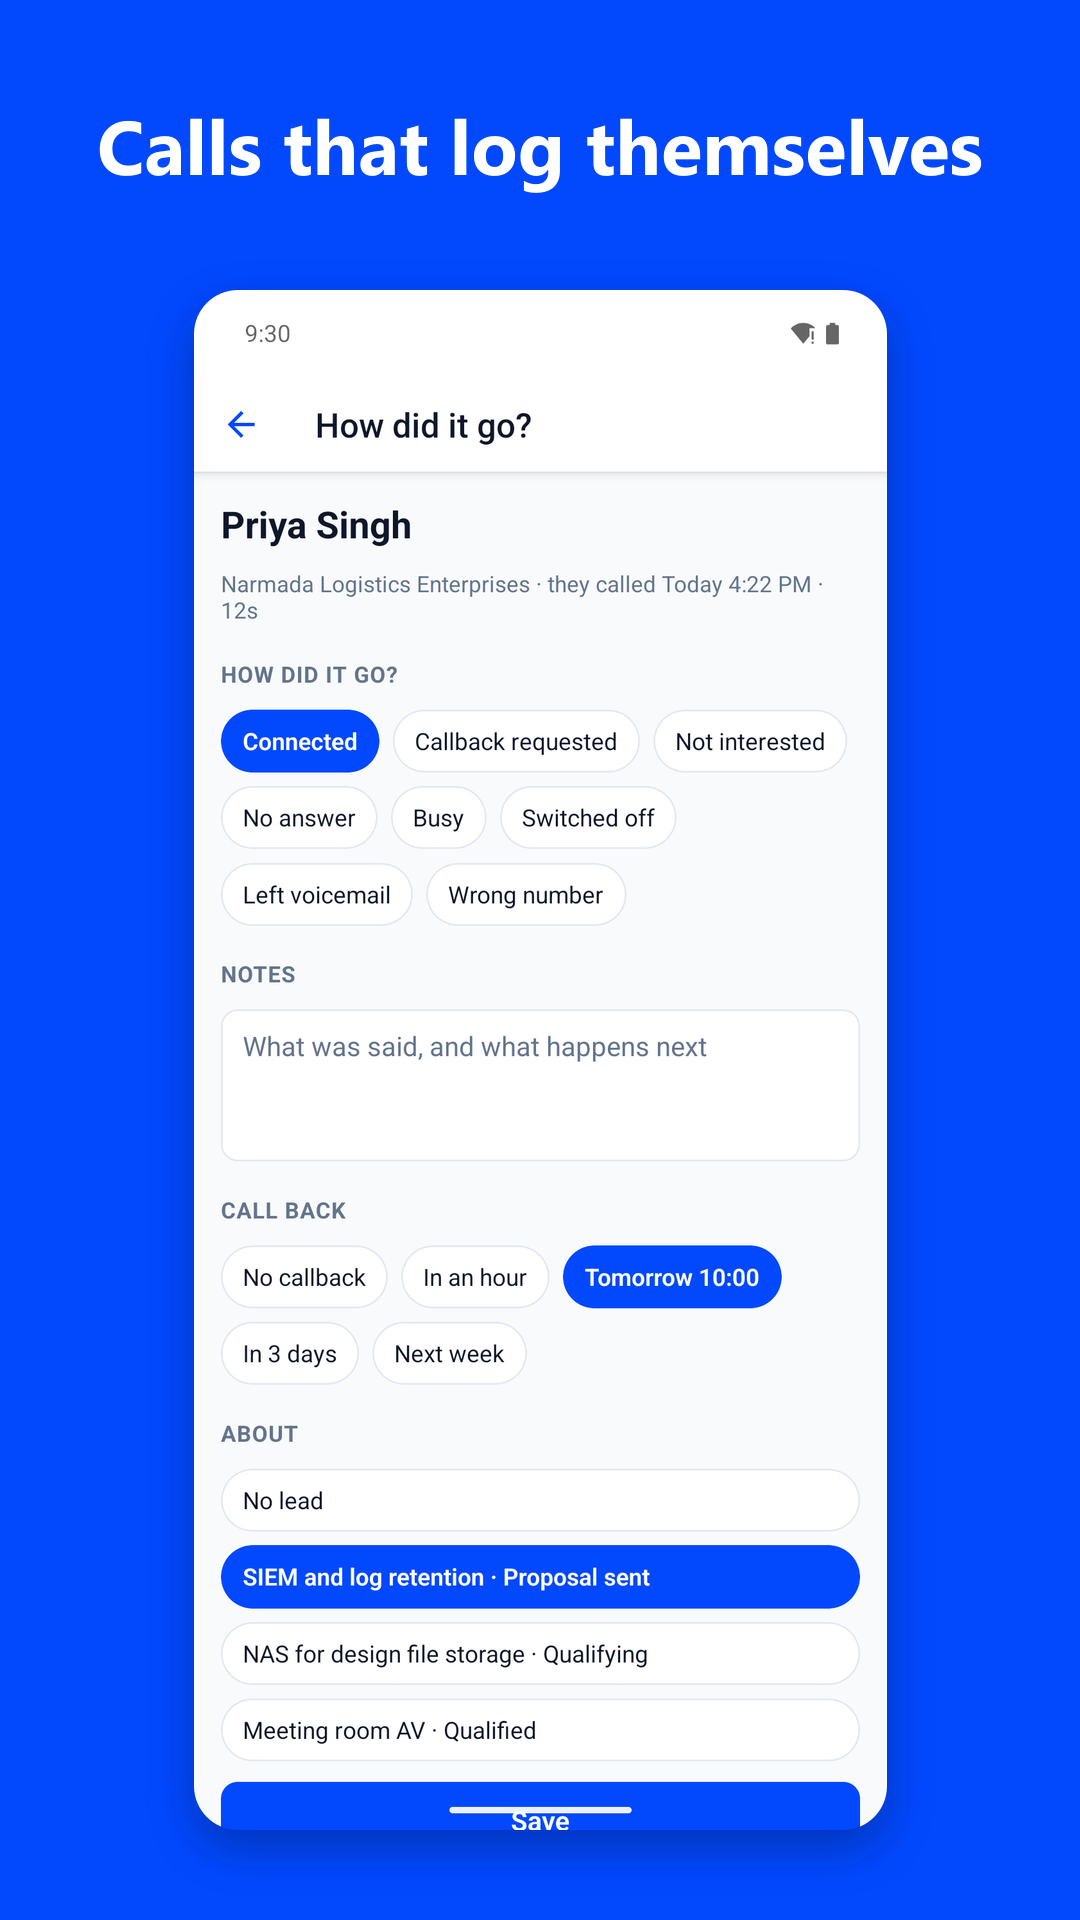 Calls that log themselves
9:30
How did it go?
Priya Singh
Narmada Logistics Enterprises · they called Today 4:22 PM ·
12s
HOW DID IT GO?
Connected
Callback requested
Not interested
No answer
Busy
Switched off
Left voicemail
Wrong number
NOTES
What was said, and what happens next
CALL BACK
No callback
In an hour
Tomorrow 10:00
In 3 days
Next week
ABOUT
No lead
SIEM and log retention · Proposal sent
NAS for design file storage · Qualifying
Meeting room AV · Qualified
Save